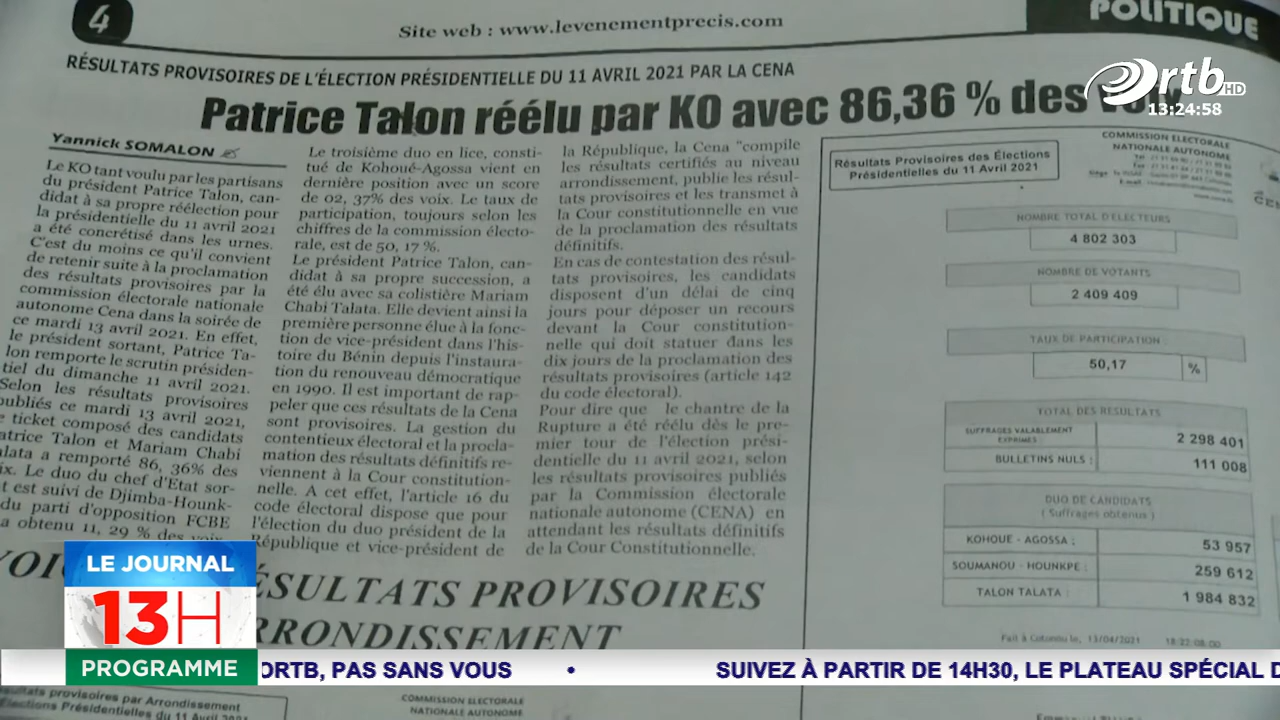 4
Site web : www.levenementprecis.com
POLITIQUE
ortb HD
13:24:58
RÉSULTATS PROVISOIRES DE L'ÉLECTION PRÉSIDENTIELLE DU 11 AVRIL 2021 PAR LA CENA
Patrice Talon réélu par KO avec 86,36 % des
Yannick SOMALON
Le KO tant voulu par les partisans
du président Patrice Talon, can-
didat à sa propre réélection pour
la présidentielle du 11 avril 2021
a été concrétisé dans les urnes.
C'est du moins ce qu'il convient
de retenir suite à la proclamation
des résultats provisoires par la
commission électorale nationale
autonome Cena dans la soirée de
ce mardi 13 avril 2021. En effet,
le président sortant, Patrice Ta-
lon remporte le scrutin présiden-
tiel du dimanche 11 avril 2021.
Selon les résultats provisoires
publiés ce mardi 13 avril 2021,
e ticket composé des candidats
atrice Talon et Mariam Chabi
alata a remporté 86, 36% des
ix. Le duo du chef d'Etat sor-
t est suivi de Djimba-Hounk-
du parti d'opposition FCBE
a obtenu 11, 29 % des voix
Le troisième duo en lice, consti-
tué de Kohoué-Agossa vient en
dernière position avec un score
de 02, 37% des voix. Le taux de
participation, toujours selon les
chiffres de la commission électo-
rale, est de 50, 17 %.
Le président Patrice Talon, can-
didat à sa propre succession, a
été élu avec sa colistière Mariam
Chabi Talata. Elle devient ainsi la
première personne élue à la fonc-
tion de vice-président dans l'his-
toire du Bénin depuis l'instaura-
tion du renouveau démocratique
en 1990. Il est important de rap-
peler que ces résultats de la Cena
sont provisoires. La gestion du
contentieux électoral et la procla-
mation des résultats définitifs re-
viennent à la Cour constitution-
nelle. A cet effet, l'article 16 du
code électoral dispose que pour
l'élection du duo président de la
République et vice-président de
la République, la Cena "compile
les résultats certifiés au niveau
arrondissement, publie les résul-
tats provisoires et les transmet à
la Cour constitutionnelle en vue
de la proclamation des résultats
définitifs.
En cas de contestation des résul-
tats provisoires, les candidats
disposent d'un délai de cinq
jours pour déposer un recours
devant la Cour constitution-
nelle qui doit statuer dans les
dix jours de la proclamation des
résultats provisoires (article 142
du code électoral).
Pour dire que le chantre de la
Rupture a été réélu dès le pre-
mier tour de l'élection prési-
dentielle du 11 avril 2021, selon
les résultats provisoires publiés
par la Commission électorale
nationale autonome (CENA) en
attendant les résultats définitifs
de la Cour Constitutionnelle.
Résultats Provisoires des Élections
Présidentielles du 11 Avril 2021
COMMISSION ELECTORALE
NATIONALE AUTONOME
NOMBRE TOTAL D'ELECTEURS
4 802 303
NOMBRE DE VOTANTS
2 409 409
TAUX DE PARTICIPATION
50,17 %
TOTAL DES RESULTATS
SUFFRAGES VALABLEMENT EXPRIMES : 2 298 401
BULLETINS NULS : 111 008
DUO DE CANDIDATS
( Suffrages obtenus )
KOHOUE - AGOSSA : 53 957
SOUMANOU - HOUNKPE : 259 612
TALON TALATA : 1 984 832
Fait à Cotonou le, 13/04/2021 18:22:08:00
ÉSULTATS PROVISOIRES
RRONDISSEMENT
LE JOURNAL
13H
PROGRAMME
ORTB, PAS SANS VOUS • SUIVEZ À PARTIR DE 14H30, LE PLATEAU SPÉCIAL D
ésultats provisoires par Arrondissement
Élections Présidentielles du 11 Avril 2021
COMMISSION ELECTORALE
NATIONALE AUTONOME